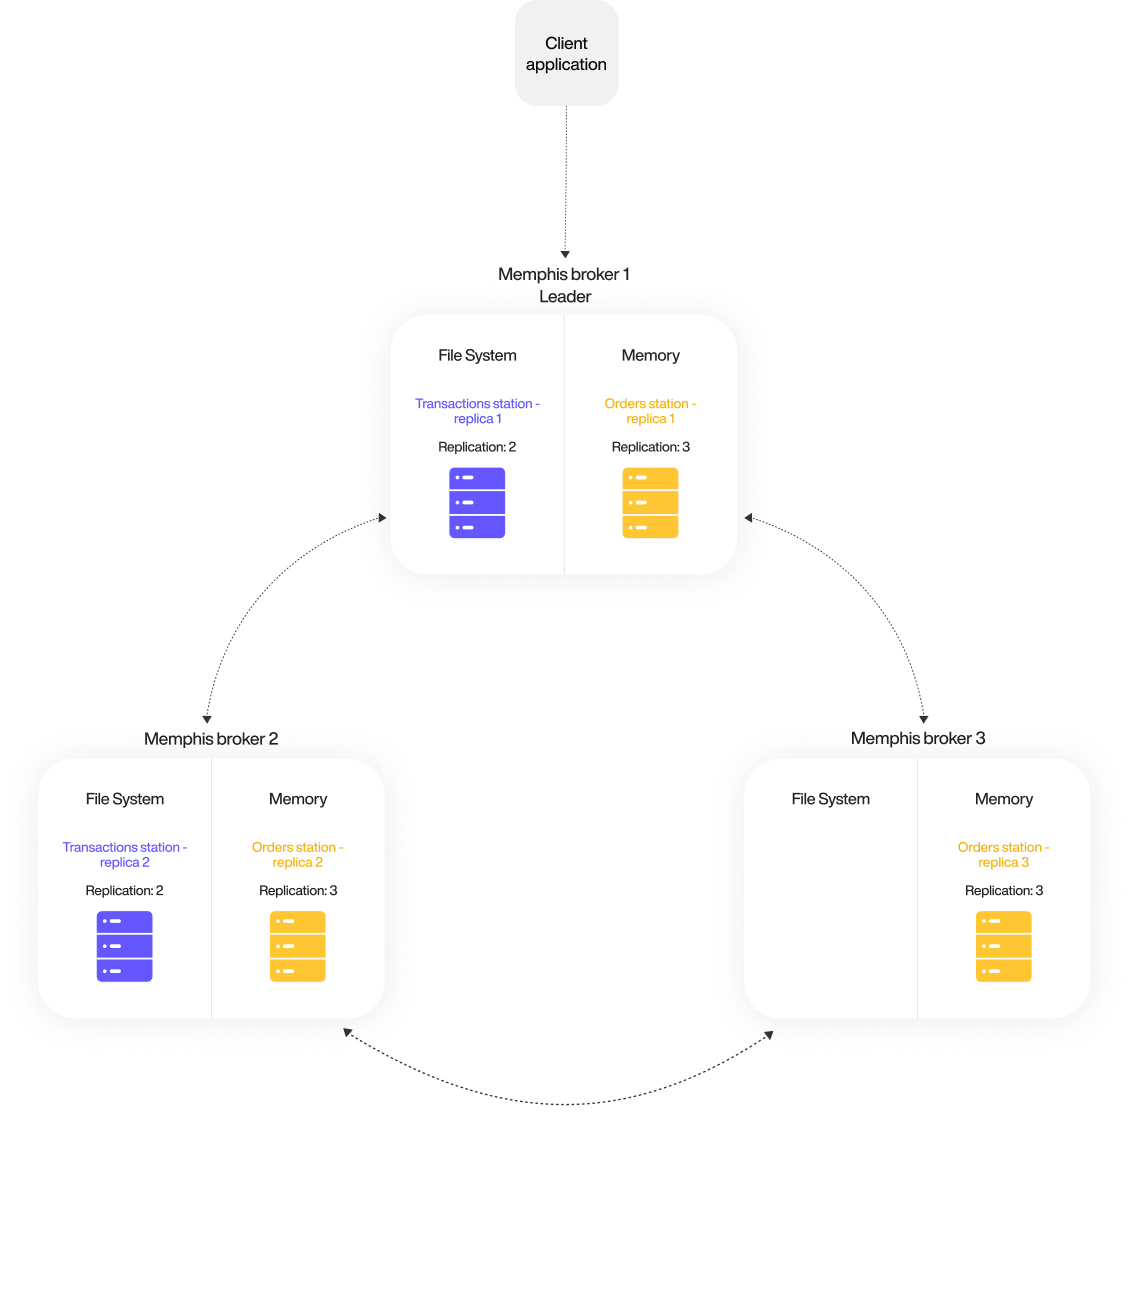 Client
application
Memphis broker 1
Leader
File System
Memory
Transactions station -
replica 1
Orders station -
replica 1
Replication: 2
Replication: 3
Memphis broker 2
File System
Memory
Transactions station -
replica 2
Orders station -
replica 2
Replication: 2
Replication: 3
Memphis broker 3
File System
Memory
Orders station -
replica 3
Replication: 3